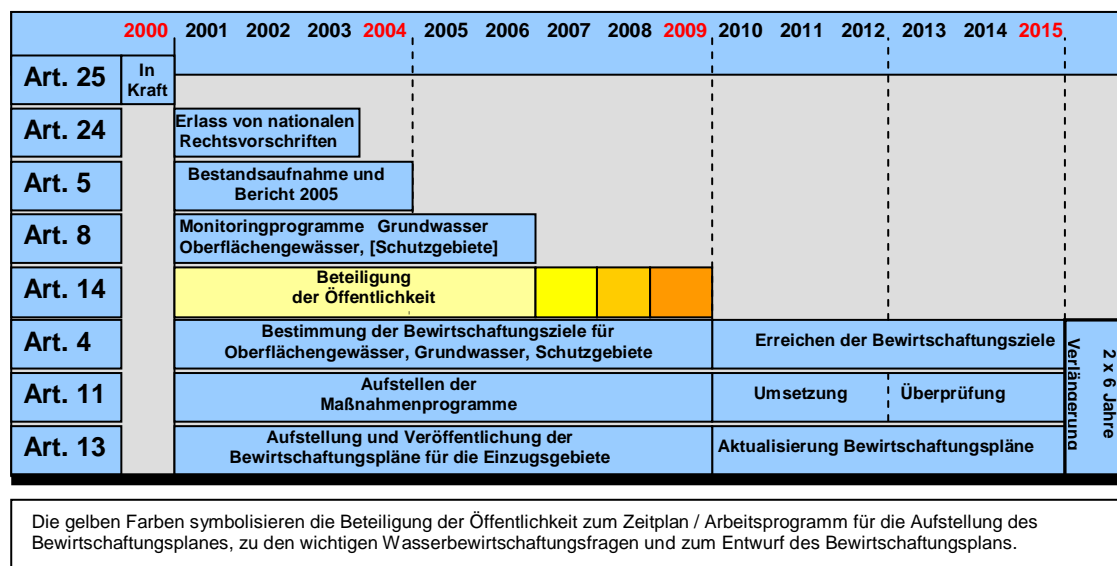 2000 2001 2002 2003 2004 2005 2006 2007 2008 2009 2010 2011 2012 2013 2014 2015
Art. 25
In
Kraft
Art. 24
Erlass von nationalen
Rechtsvorschriften
Art. 5
Bestandsaufnahme und
Bericht 2005
Art. 8
Monitoringprogramme Grundwasser
Oberflächengewässer, [Schutzgebiete]
Art. 14
Beteiligung
der Öffentlichkeit
Art. 4
Bestimmung der Bewirtschaftungsziele für
Oberflächengewässer, Grundwasser, Schutzgebiete
Erreichen der Bewirtschaftungsziele
Art. 11
Aufstellen der
Maßnahmenprogramme
Umsetzung
Überprüfung
Art. 13
Aufstellung und Veröffentlichung der
Bewirtschaftungspläne für die Einzugsgebiete
Aktualisierung Bewirtschaftungspläne
Verlängerung
2 x 6 Jahre
Die gelben Farben symbolisieren die Beteiligung der Öffentlichkeit zum Zeitplan / Arbeitsprogramm für die Aufstellung des
Bewirtschaftungsplanes, zu den wichtigen Wasserbewirtschaftungsfragen und zum Entwurf des Bewirtschaftungsplans.